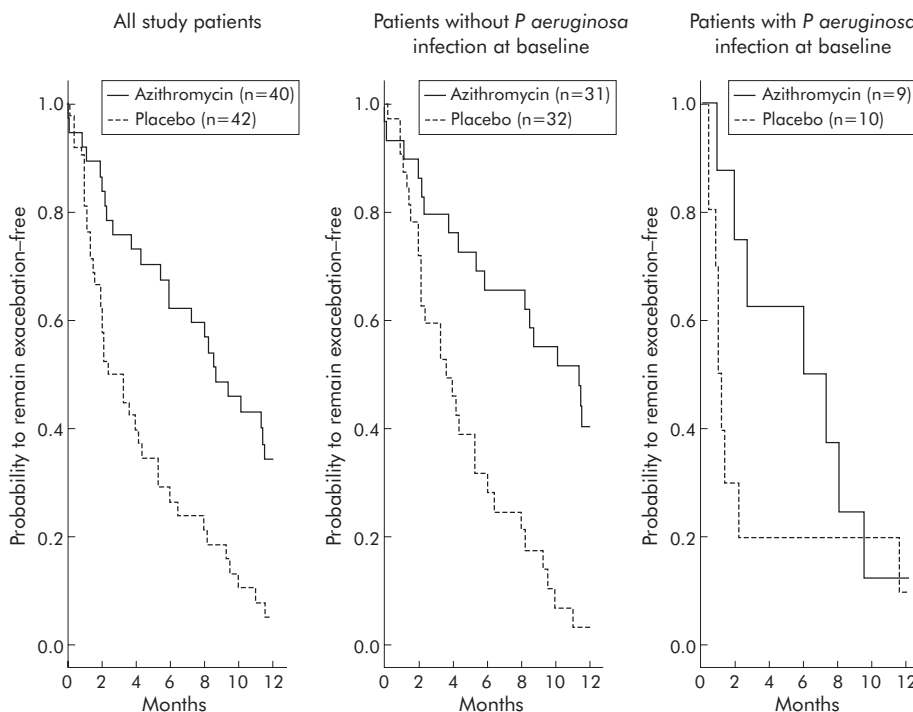 All study patients
Azithromycin (n=40)
Placebo (n=42)
Probability to remain exacebation–free
1.0
0.8
0.6
0.4
0.2
0.0
0 2 4 6 8 10 12
Months
Patients without P aeruginosa
infection at baseline
Azithromycin (n=31)
Placebo (n=32)
Probability to remain exacebation–free
1.0
0.8
0.6
0.4
0.2
0.0
0 2 4 6 8 10 12
Months
Patients with P aeruginosa
infection at baseline
Azithromycin (n=9)
Placebo (n=10)
Probability to remain exacebation–free
1.0
0.8
0.6
0.4
0.2
0.0
0 2 4 6 8 10 12
Months